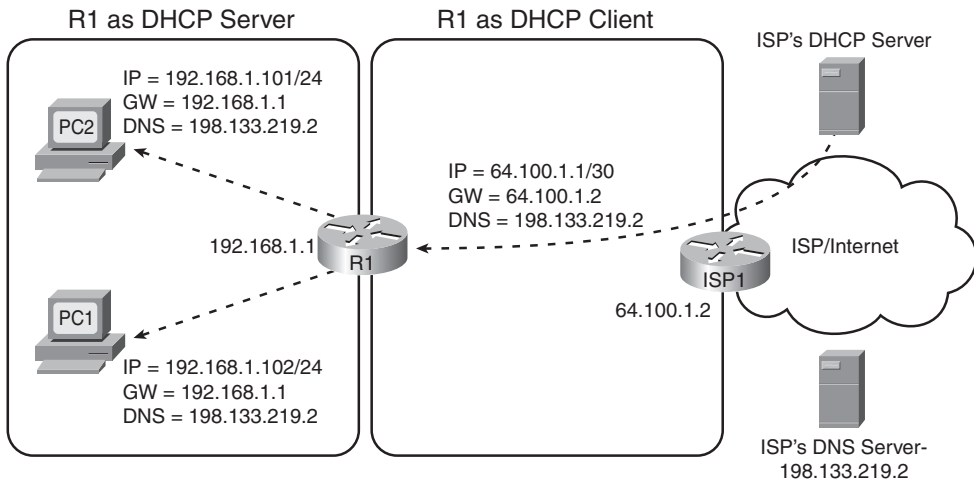 R1 as DHCP Server
R1 as DHCP Client
ISP's DHCP Server
IP = 192.168.1.101/24
GW = 192.168.1.1
DNS = 198.133.219.2
PC2
IP = 64.100.1.1/30
GW = 64.100.1.2
DNS = 198.133.219.2
192.168.1.1
R1
ISP/Internet
ISP1
64.100.1.2
PC1
IP = 192.168.1.102/24
GW = 192.168.1.1
DNS = 198.133.219.2
ISP's DNS Server-
198.133.219.2